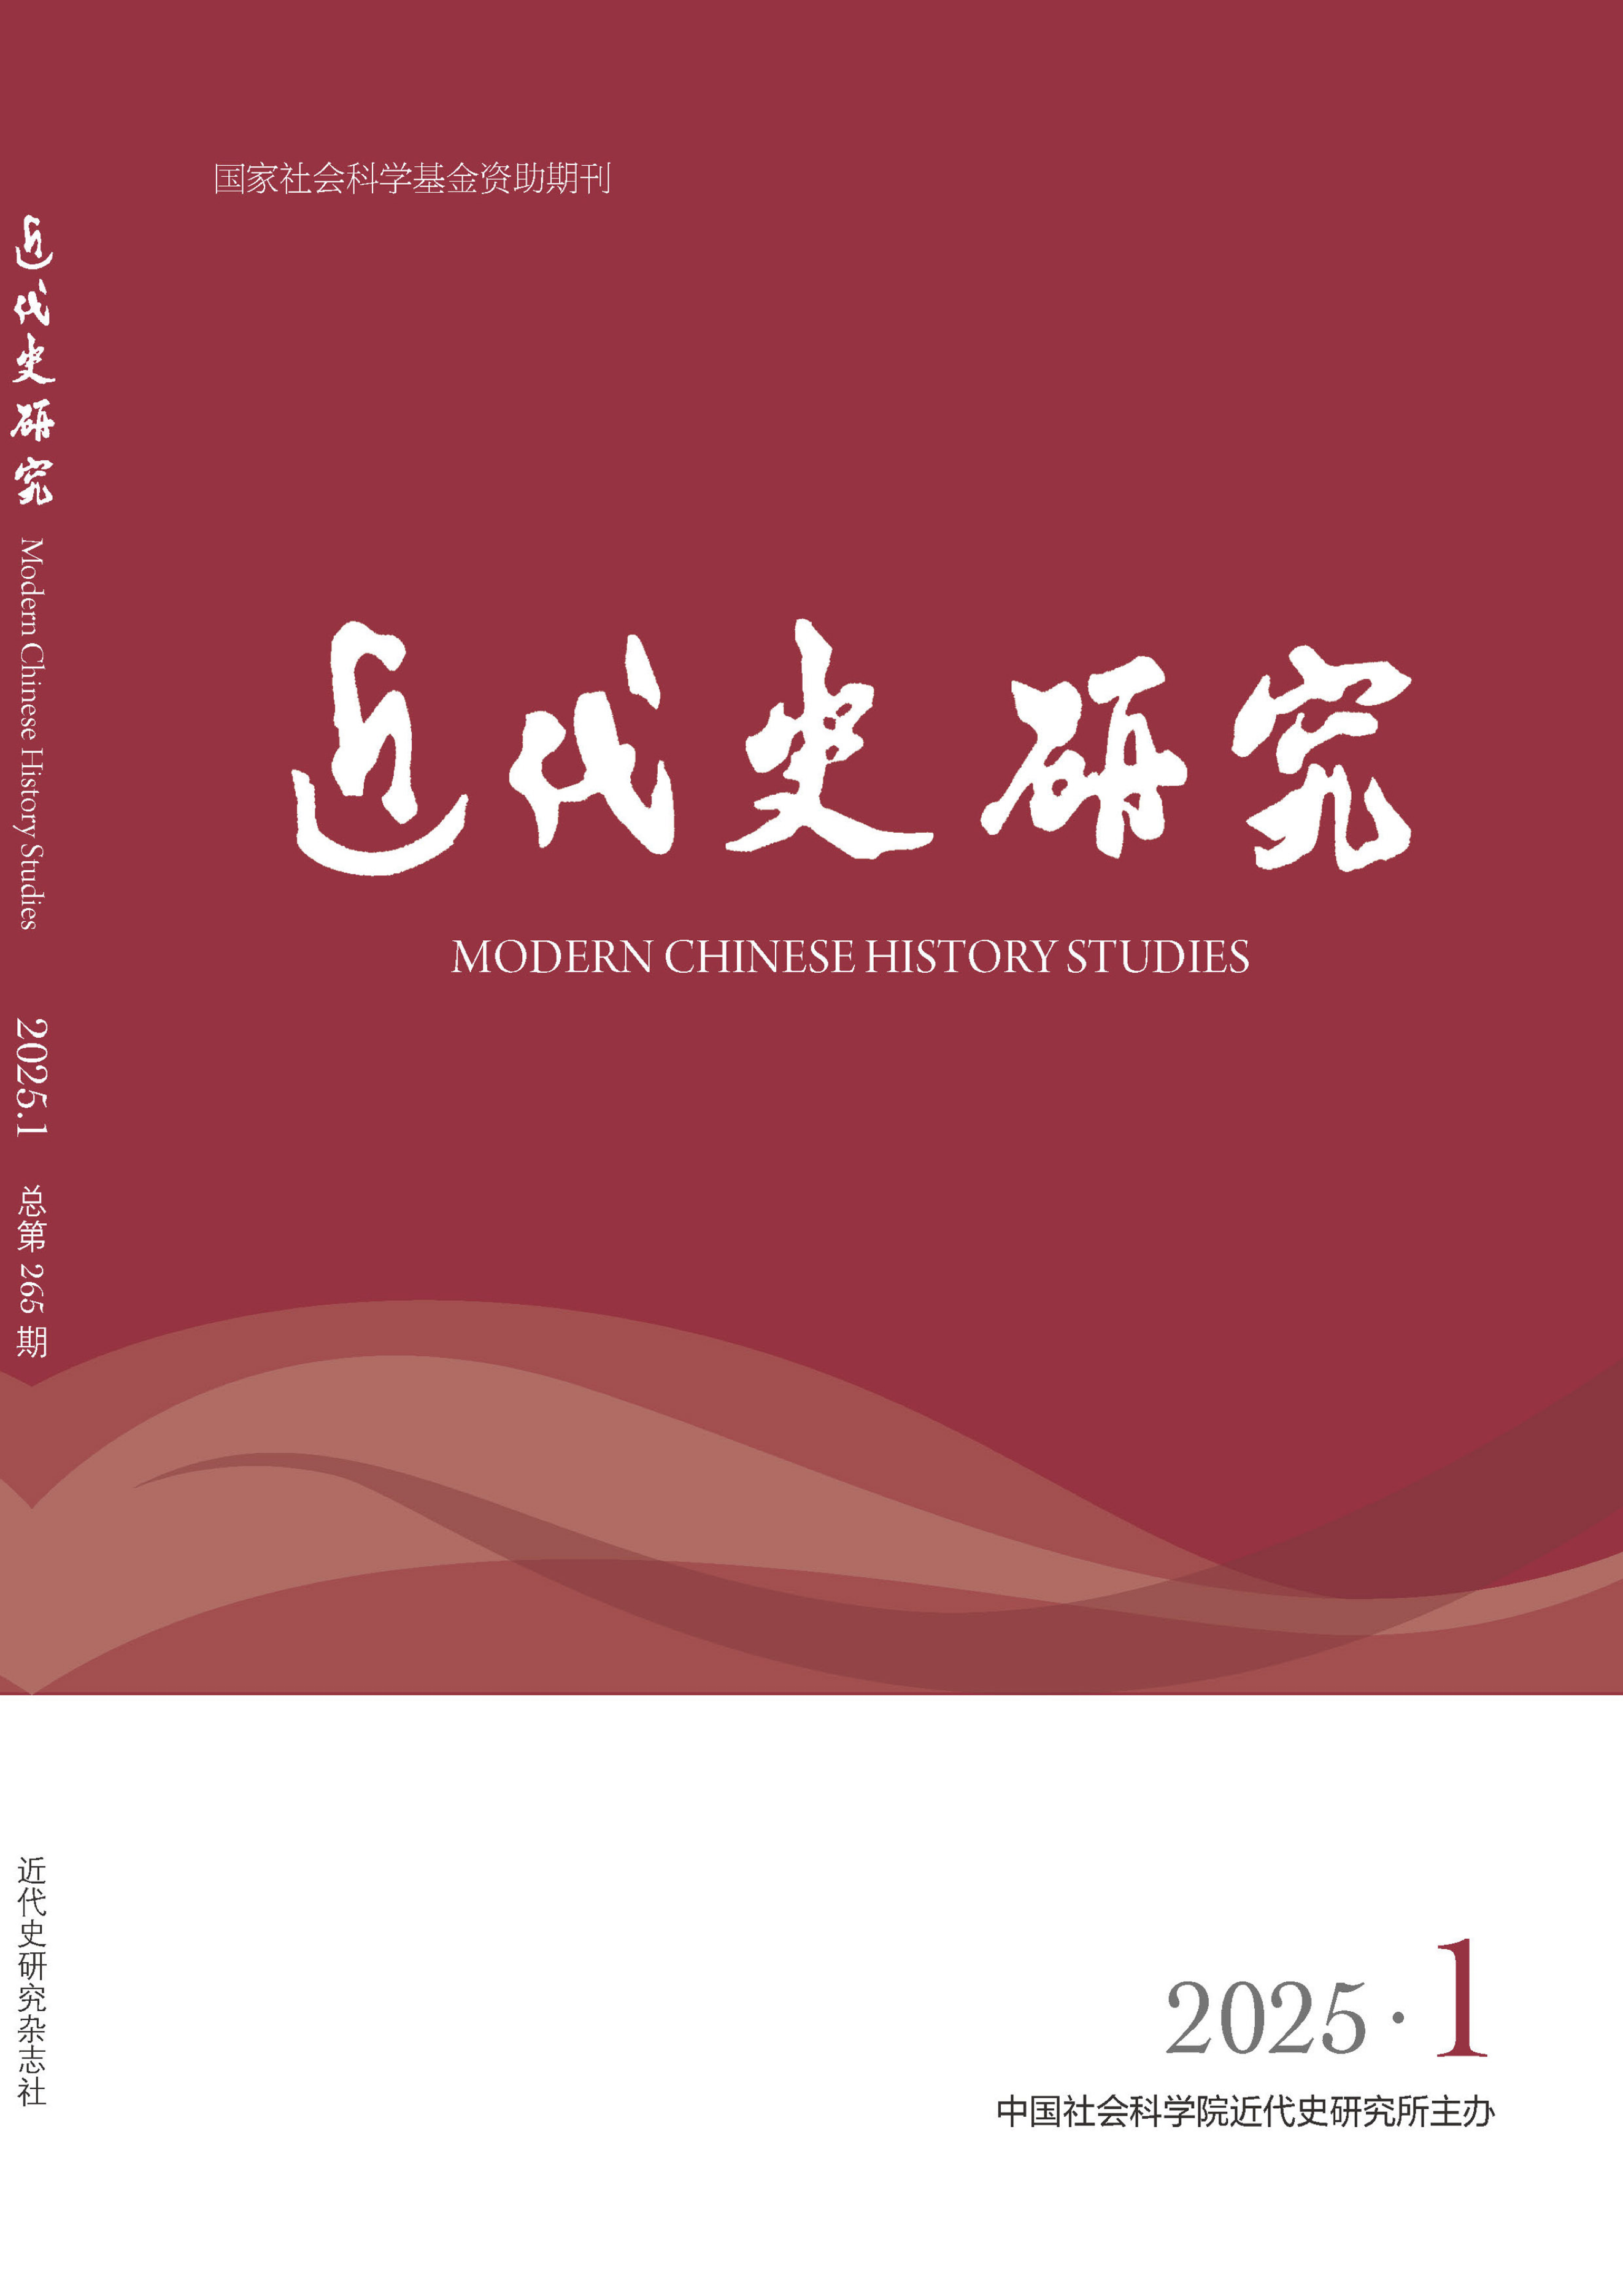 国家社会科学基金资助期刊
近代史研究
MODERN CHINESE HISTORY STUDIES
2025·1
中国社会科学院近代史研究所主办
近代史研究 Modern Chinese History Studies 2025.1 总第265期
近代史研究杂志社